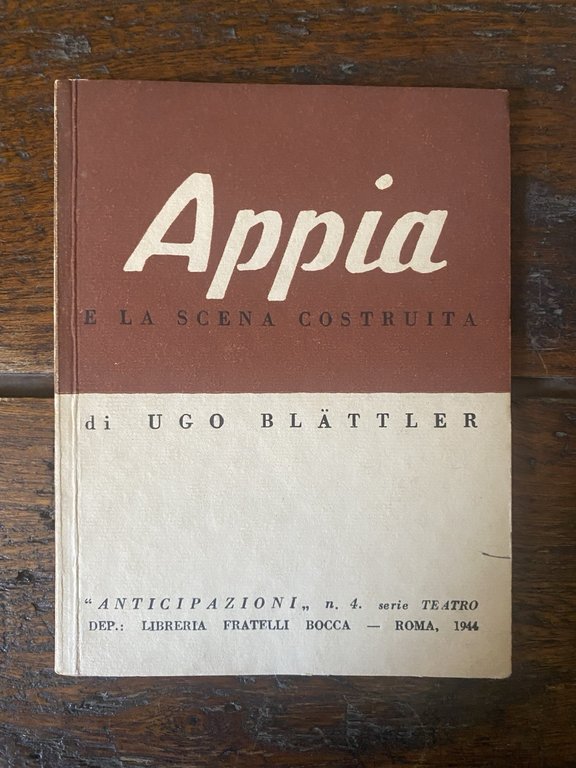 Appia
E LA SCENA COSTRUITA
di UGO BLÄTTLER
“ANTICIPAZIONI„ n. 4. serie TEATRO
DEP.: LIBRERIA FRATELLI BOCCA — ROMA, 1944